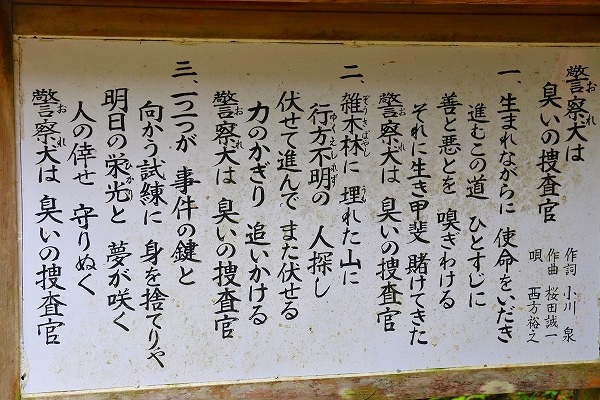 警察犬は
臭いの捜査官
作詞 小川 泉
作曲 桜田誠一
唄 西方裕之
一、生まれながらに 使命をいだき
進むこの道 ひとすじに
善と悪とを 嗅ぎわける
それに生き甲斐 賭けてきた
警察犬は 臭いの捜査官
二、雑木林に 埋れた山に
行方不明の 人探し
伏せて進んで また伏せる
力のかぎり 追いかける
警察犬は 臭いの捜査官
三、一つ一つが 事件の鍵と
向かう試練に 身を捨てりゃ
明日の栄光と 夢が咲く
人の倖せ 守りぬく
警察犬は 臭いの捜査官